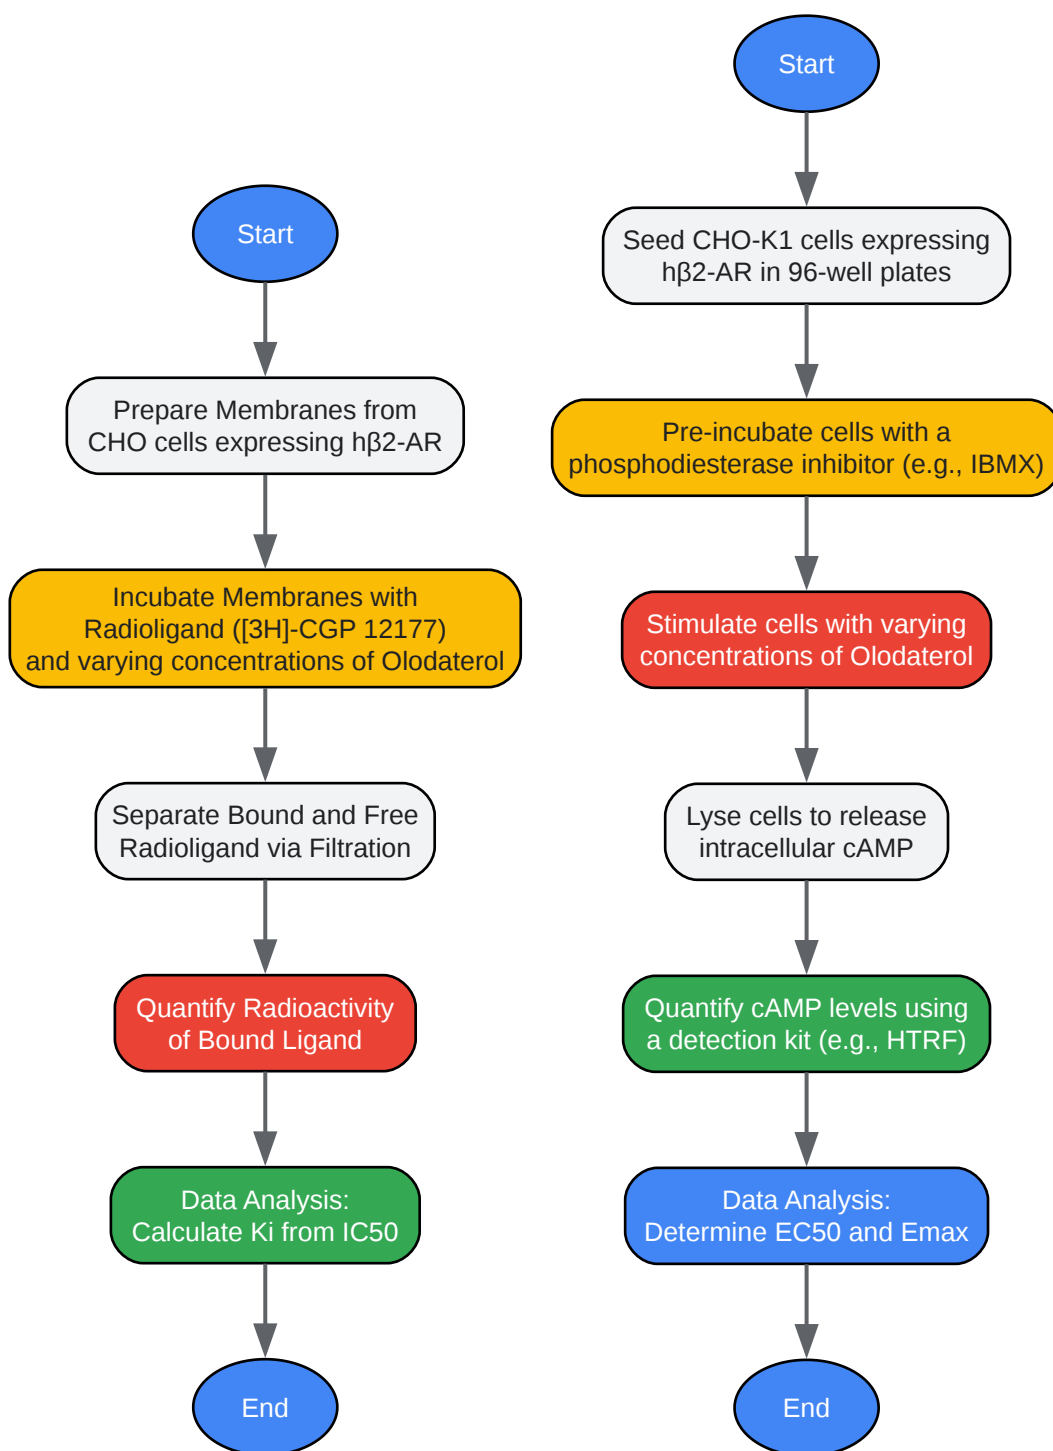 Start
Prepare Membranes from
CHO cells expressing hβ2-AR
Incubate Membranes with
Radioligand ([3H]-CGP 12177)
and varying concentrations of Olodaterol
Separate Bound and Free
Radioligand via Filtration
Quantify Radioactivity
of Bound Ligand
Data Analysis:
Calculate Ki from IC50
End
Start
Seed CHO-K1 cells expressing
hβ2-AR in 96-well plates
Pre-incubate cells with a
phosphodiesterase inhibitor (e.g., IBMX)
Stimulate cells with varying
concentrations of Olodaterol
Lyse cells to release
intracellular cAMP
Quantify cAMP levels using
a detection kit (e.g., HTRF)
Data Analysis:
Determine EC50 and Emax
End